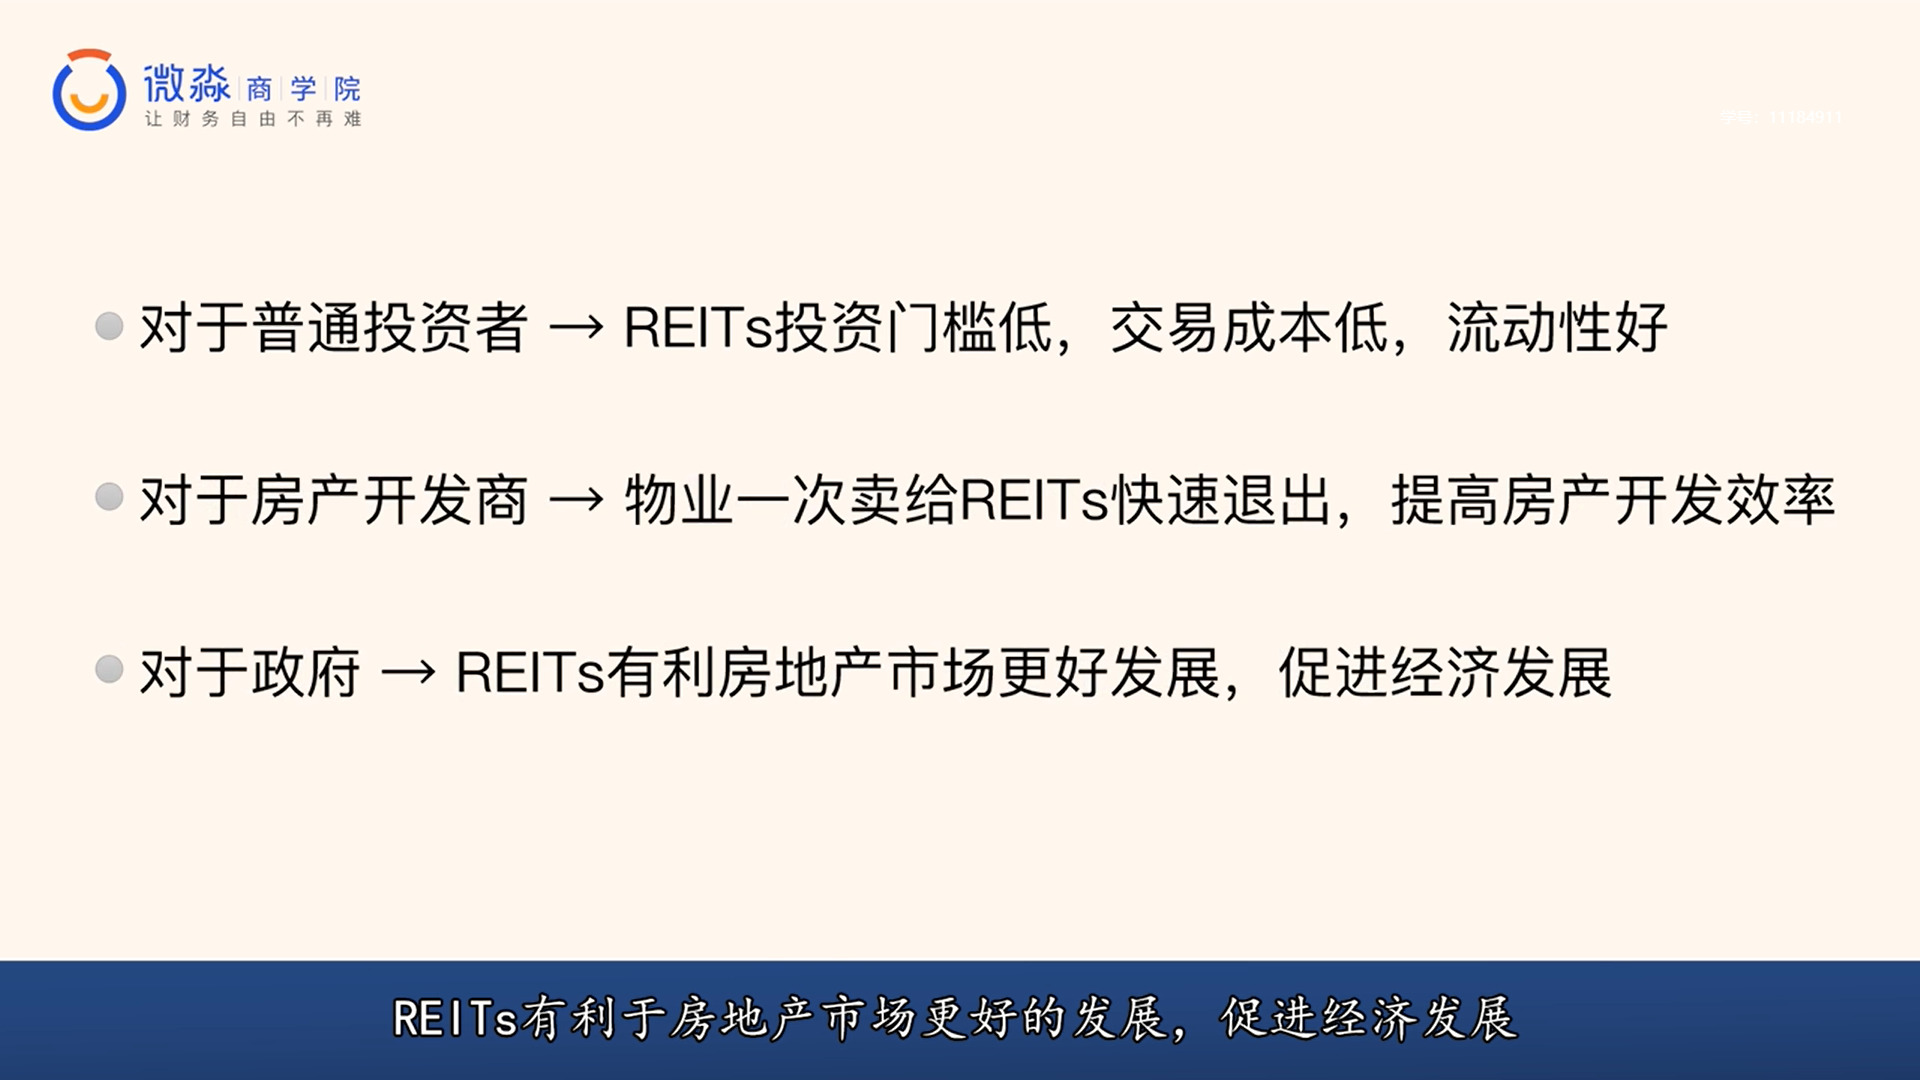 微淼 商 学 院
让财务自由不再难
学号：11184911
对于普通投资者 → REITs投资门槛低，交易成本低，流动性好
对于房产开发商 → 物业一次卖给REITs快速退出，提高房产开发效率
对于政府 → REITs有利房地产市场更好发展，促进经济发展
REITs有利于房地产市场更好的发展，促进经济发展